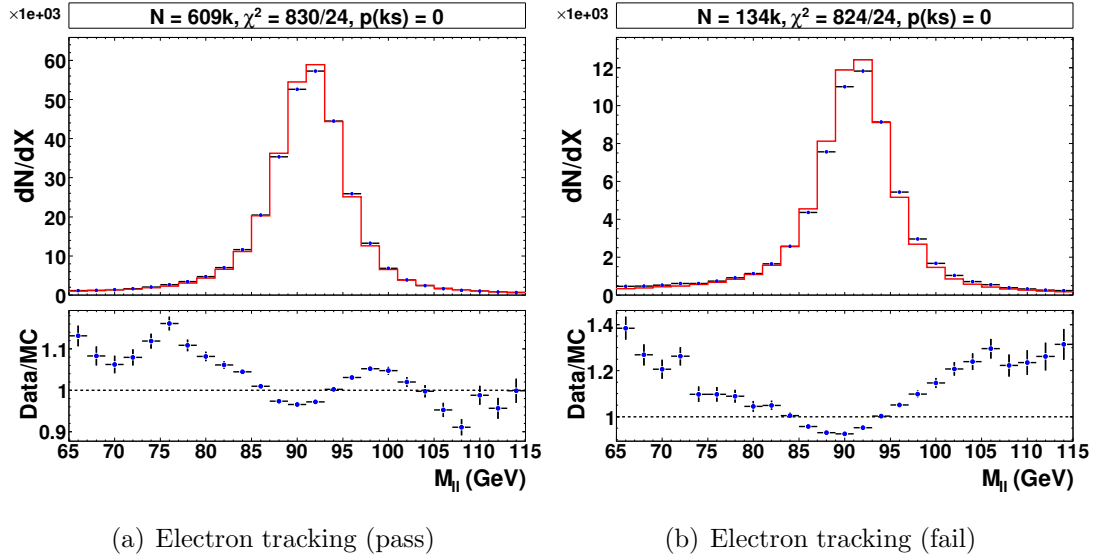 N = 609k, χ² = 830/24, p(ks) = 0
×1e+03
dN/dX
60
50
40
30
20
10
0
Data/MC
1.1
1
0.9
65 70 75 80 85 90 95 100 105 110 115
M_ll (GeV)
(a) Electron tracking (pass)
N = 134k, χ² = 824/24, p(ks) = 0
×1e+03
dN/dX
12
10
8
6
4
2
0
Data/MC
1.4
1.2
1
65 70 75 80 85 90 95 100 105 110 115
M_ll (GeV)
(b) Electron tracking (fail)